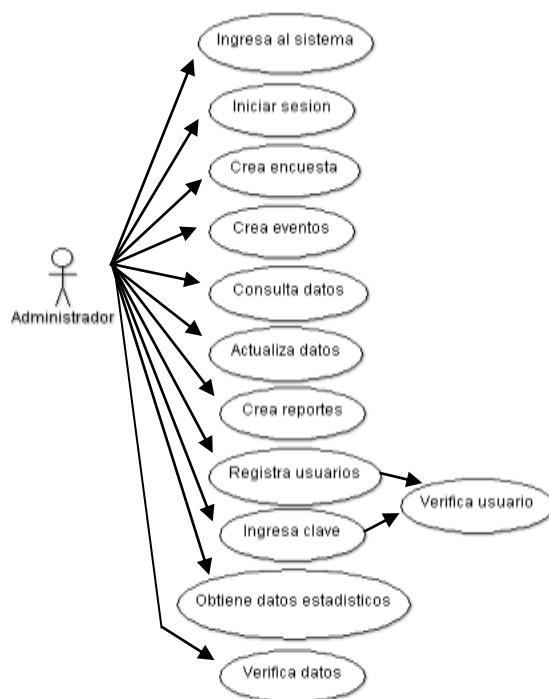 Ingresa al sistema
Iniciar sesion
Crea encuesta
Crea eventos
Administrador
Consulta datos
Actualiza datos
Crea reportes
Registra usuarios
Verifica usuario
Ingresa clave
Obtiene datos estadisticos
Verifica datos